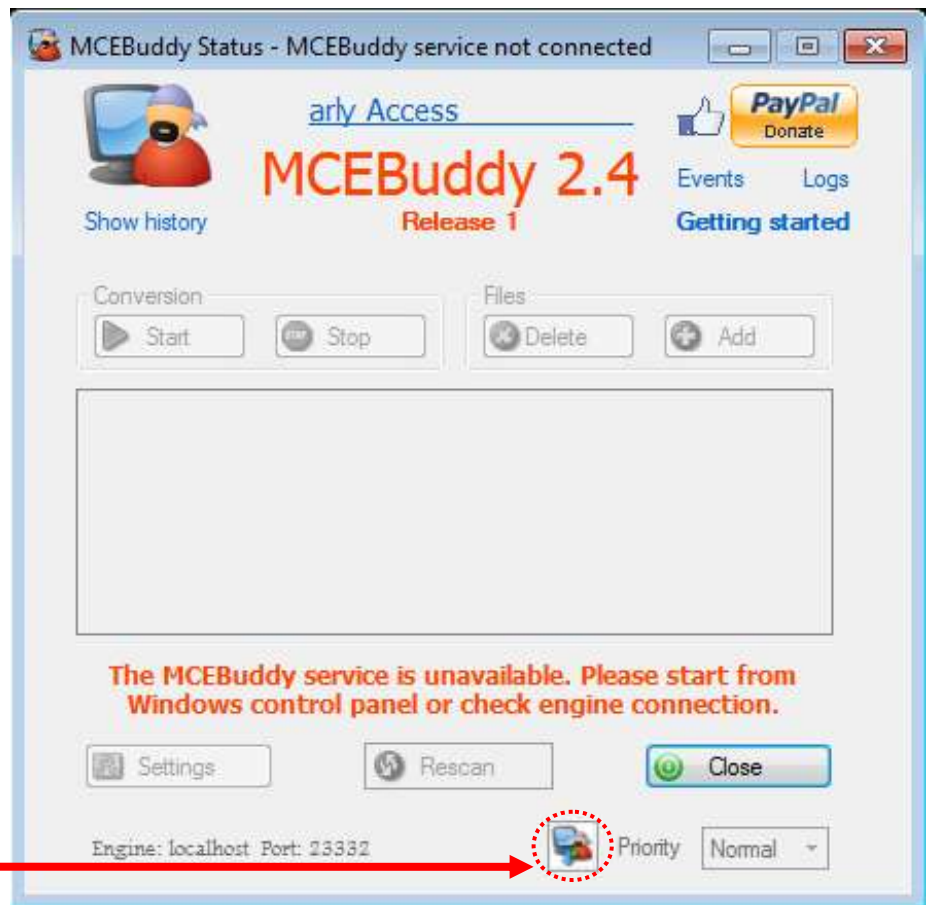 MCEBuddy Status - MCEBuddy service not connected
arly Access
PayPal
Donate
MCEBuddy 2.4
Events Logs
Show history
Release 1
Getting started
Conversion
Files
Start
STOP Stop
Delete
Add
The MCEBuddy service is unavailable. Please start from
Windows control panel or check engine connection.
Settings
Rescan
Close
Engine: localhost Port: 23332
Priority
Normal